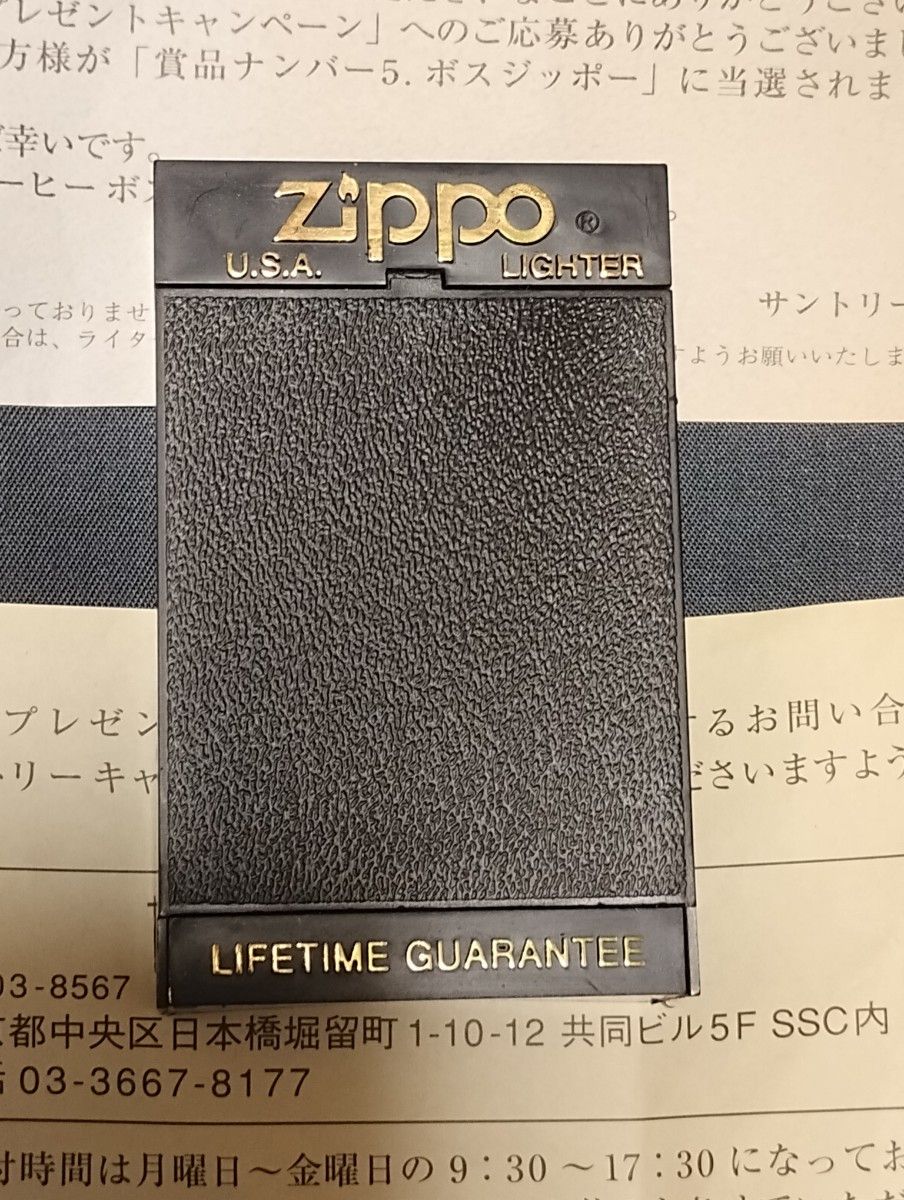 プレゼントキャンペーン」へのご応募ありがとうございまし
方様が「賞品ナンバー5. ボスジッポー」に当選されま
幸いです。
ーヒー ボス
zippo®
U.S.A. LIGHTER
っておりませ
サントリー
合は、ライタ
すようお願いいたしま
プレゼン
るお問い合
トリーキャ
ださいますよう
LIFETIME GUARANTEE
03-8567
京都中央区日本橋堀留町 1-10-12 共同ビル5F SSC内
話 03-3667-8177
付時間は月曜日～金曜日の 9：30 ～17：30 になってお